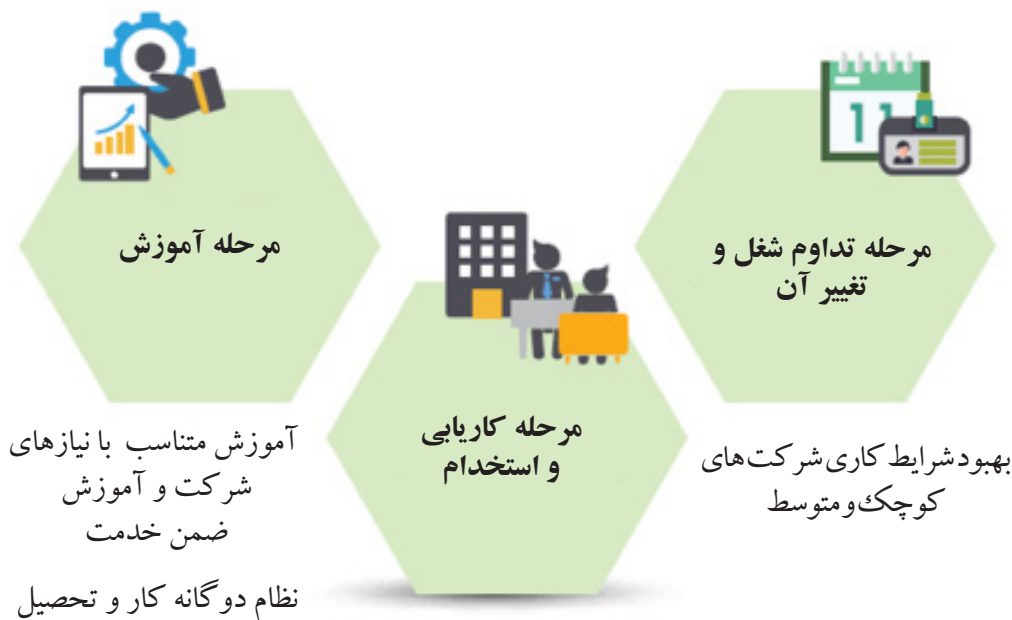 مرحله تداوم شغل و
تغییر آن
بهبود شرایط کاری شرکت‌های
کوچک و متوسط
مرحله کاریابی
و استخدام
مرحله آموزش
آموزش متناسب با نیازهای
شرکت و آموزش
ضمن خدمت
نظام دوگانه کار و تحصیل
11